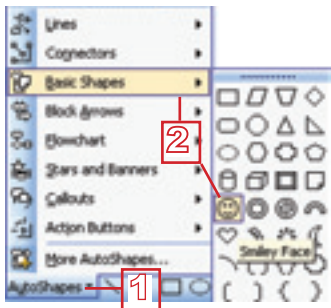 Lines
Connectors
Basic Shapes
Block Arrows
2
Flowchart
Stars and Banners
Callouts
Action Buttons
Smiley Face
More AutoShapes...
AutoShapes
1